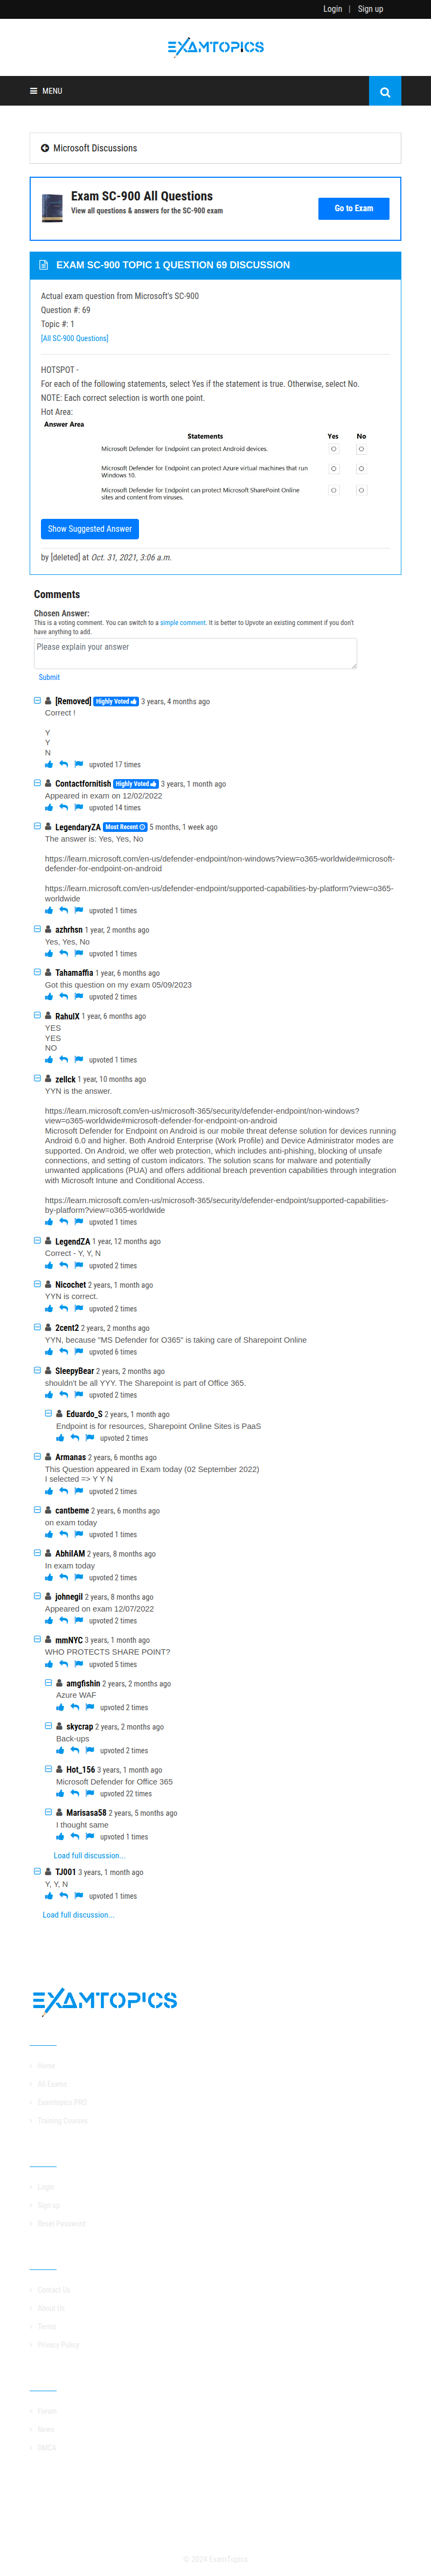 Login | Sign up
EXAMTOPICS
MENU
Microsoft Discussions
Exam SC-900 All Questions
View all questions & answers for the SC-900 exam
Go to Exam
EXAM SC-900 TOPIC 1 QUESTION 69 DISCUSSION
Actual exam question from Microsoft's SC-900
Question #: 69
Topic #: 1
[All SC-900 Questions]
HOTSPOT -
For each of the following statements, select Yes if the statement is true. Otherwise, select No.
NOTE: Each correct selection is worth one point.
Hot Area:
Answer Area
Statements Yes No
Microsoft Defender for Endpoint can protect Android devices.
Microsoft Defender for Endpoint can protect Azure virtual machines that run
Windows 10.
Microsoft Defender for Endpoint can protect Microsoft SharePoint Online
sites and content from viruses.
Show Suggested Answer
by [deleted] at Oct. 31, 2021, 3:06 a.m.
Comments
Chosen Answer:
This is a voting comment. You can switch to a simple comment. It is better to Upvote an existing comment if you don't
have anything to add.
Please explain your answer
Submit
[Removed] Highly Voted 3 years, 4 months ago
Correct !
Y
Y
N
upvoted 17 times
Contactfornitish Highly Voted 3 years, 1 month ago
Appeared in exam on 12/02/2022
upvoted 14 times
LegendaryZA Most Recent 5 months, 1 week ago
The answer is: Yes, Yes, No
https://learn.microsoft.com/en-us/defender-endpoint/non-windows?view=o365-worldwide#microsoft-
defender-for-endpoint-on-android
https://learn.microsoft.com/en-us/defender-endpoint/supported-capabilities-by-platform?view=o365-
worldwide
upvoted 1 times
azhrhsn 1 year, 2 months ago
Yes, Yes, No
upvoted 1 times
Tahamaffia 1 year, 6 months ago
Got this question on my exam 05/09/2023
upvoted 2 times
RahulX 1 year, 6 months ago
YES
YES
NO
upvoted 1 times
zellck 1 year, 10 months ago
YYN is the answer.
https://learn.microsoft.com/en-us/microsoft-365/security/defender-endpoint/non-windows?
view=o365-worldwide#microsoft-defender-for-endpoint-on-android
Microsoft Defender for Endpoint on Android is our mobile threat defense solution for devices running
Android 6.0 and higher. Both Android Enterprise (Work Profile) and Device Administrator modes are
supported. On Android, we offer web protection, which includes anti-phishing, blocking of unsafe
connections, and setting of custom indicators. The solution scans for malware and potentially
unwanted applications (PUA) and offers additional breach prevention capabilities through integration
with Microsoft Intune and Conditional Access.
https://learn.microsoft.com/en-us/microsoft-365/security/defender-endpoint/supported-capabilities-
by-platform?view=o365-worldwide
upvoted 1 times
LegendZA 1 year, 12 months ago
Correct - Y, Y, N
upvoted 2 times
Nicochet 2 years, 1 month ago
YYN is correct.
upvoted 2 times
2cent2 2 years, 2 months ago
YYN, because "MS Defender for O365" is taking care of Sharepoint Online
upvoted 6 times
SleepyBear 2 years, 2 months ago
shouldn't be all YYY. The Sharepoint is part of Office 365.
upvoted 2 times
Eduardo_S 2 years, 1 month ago
Endpoint is for resources, Sharepoint Online Sites is PaaS
upvoted 2 times
Armanas 2 years, 6 months ago
This Question appeared in Exam today (02 September 2022)
I selected => Y Y N
upvoted 2 times
cantbeme 2 years, 6 months ago
on exam today
upvoted 1 times
AbhilAM 2 years, 8 months ago
In exam today
upvoted 2 times
johnegil 2 years, 8 months ago
Appeared on exam 12/07/2022
upvoted 2 times
mmNYC 3 years, 1 month ago
WHO PROTECTS SHARE POINT?
upvoted 5 times
amgfishin 2 years, 2 months ago
Azure WAF
upvoted 2 times
skycrap 2 years, 2 months ago
Back-ups
upvoted 2 times
Hot_156 3 years, 1 month ago
Microsoft Defender for Office 365
upvoted 22 times
Marisasa58 2 years, 5 months ago
I thought same
upvoted 1 times
Load full discussion...
TJ001 3 years, 1 month ago
Y, Y, N
upvoted 1 times
Load full discussion...
EXAMTOPICS
Home
All Exams
Examtopics PRO
Training Courses
Login
Sign up
Reset Password
Contact Us
About Us
Terms
Privacy Policy
Forum
News
DMCA
© 2024 ExamTopics